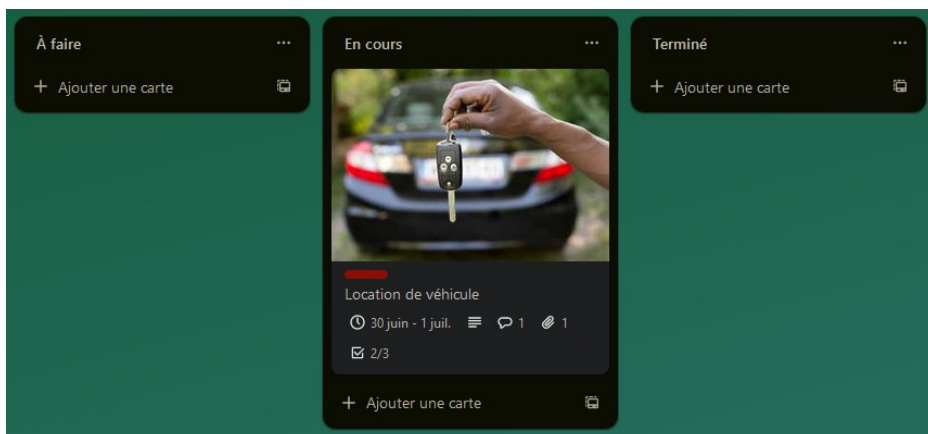 À faire
Ajouter une carte
En cours
Location de véhicule
30 juin - 1 juil.
1
1
2/3
Ajouter une carte
Terminé
Ajouter une carte